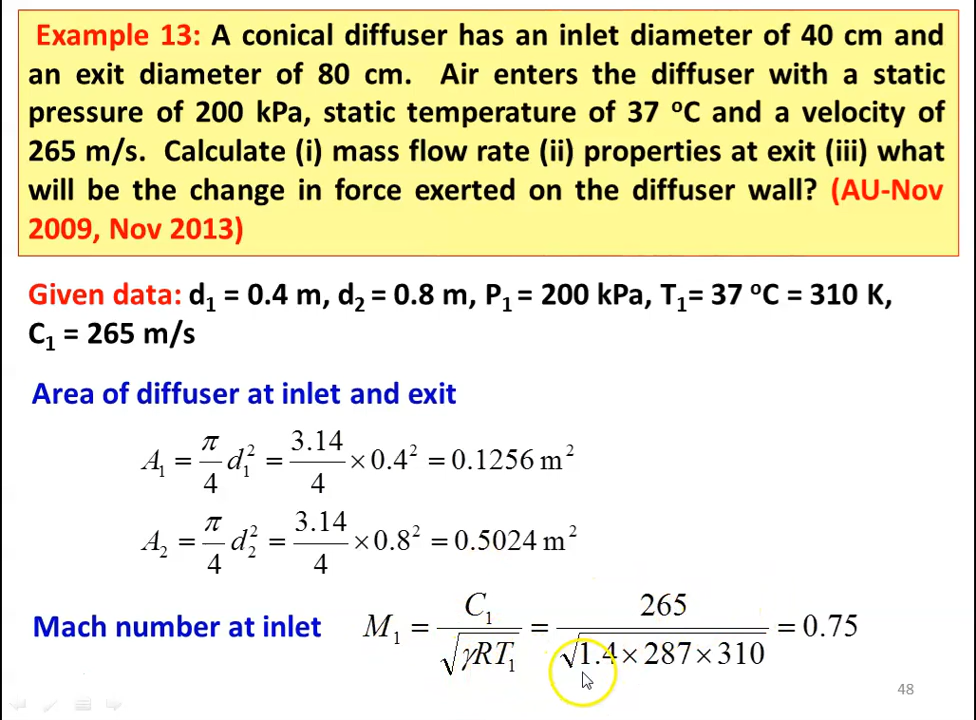 Example 13: A conical diffuser has an inlet diameter of 40 cm and
an exit diameter of 80 cm. Air enters the diffuser with a static
pressure of 200 kPa, static temperature of 37 ᵒC and a velocity of
265 m/s. Calculate (i) mass flow rate (ii) properties at exit (iii) what
will be the change in force exerted on the diffuser wall? (AU-Nov
2009, Nov 2013)
Given data: d₁ = 0.4 m, d₂ = 0.8 m, P₁ = 200 kPa, T₁= 37 ᵒC = 310 K,
C₁ = 265 m/s
Area of diffuser at inlet and exit
A₁ = π/4 d₁² = 3.14/4 × 0.4² = 0.1256 m²
A₂ = π/4 d₂² = 3.14/4 × 0.8² = 0.5024 m²
Mach number at inlet M₁ = C₁/√γRT₁ = 265/√1.4×287×310 = 0.75
48